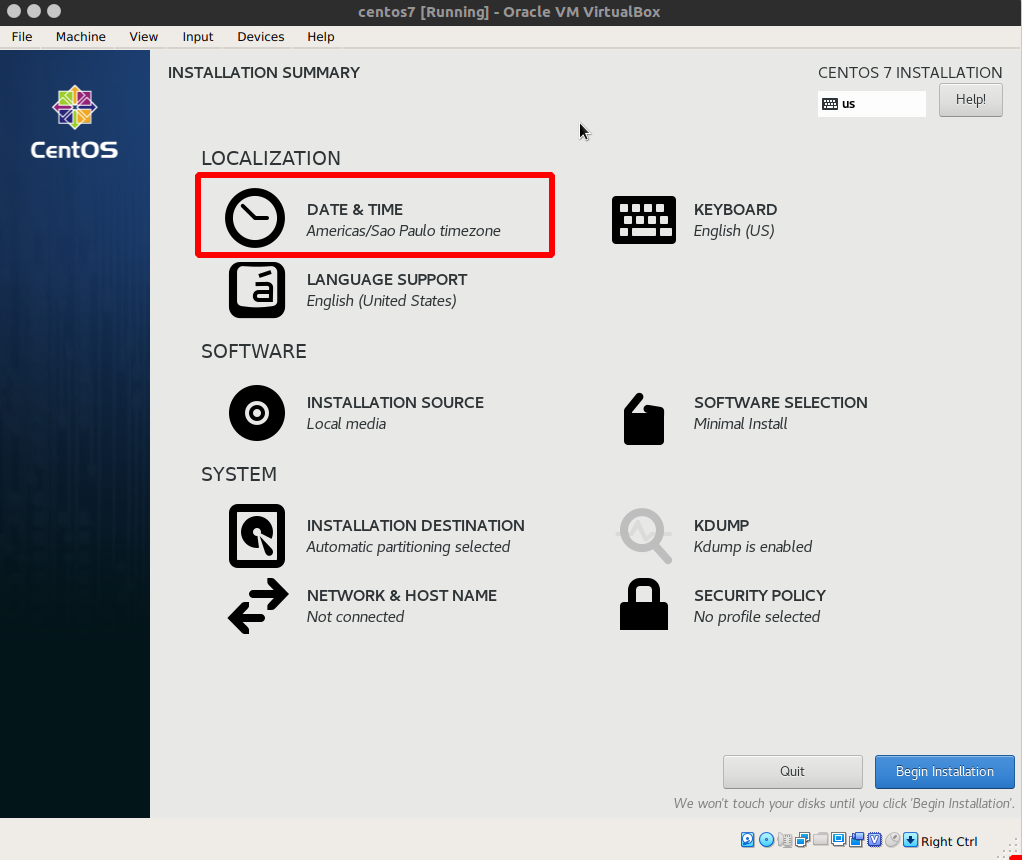 centos7 [Running] - Oracle VM VirtualBox
File Machine View Input Devices Help
CentOS
INSTALLATION SUMMARY
CENTOS 7 INSTALLATION
us
Help!
LOCALIZATION
DATE & TIME
Americas/Sao Paulo timezone
KEYBOARD
English (US)
LANGUAGE SUPPORT
English (United States)
SOFTWARE
INSTALLATION SOURCE
Local media
SOFTWARE SELECTION
Minimal Install
SYSTEM
INSTALLATION DESTINATION
Automatic partitioning selected
KDUMP
Kdump is enabled
NETWORK & HOST NAME
Not connected
SECURITY POLICY
No profile selected
Quit
Begin Installation
We won't touch your disks until you click 'Begin Installation'.
Right Ctrl